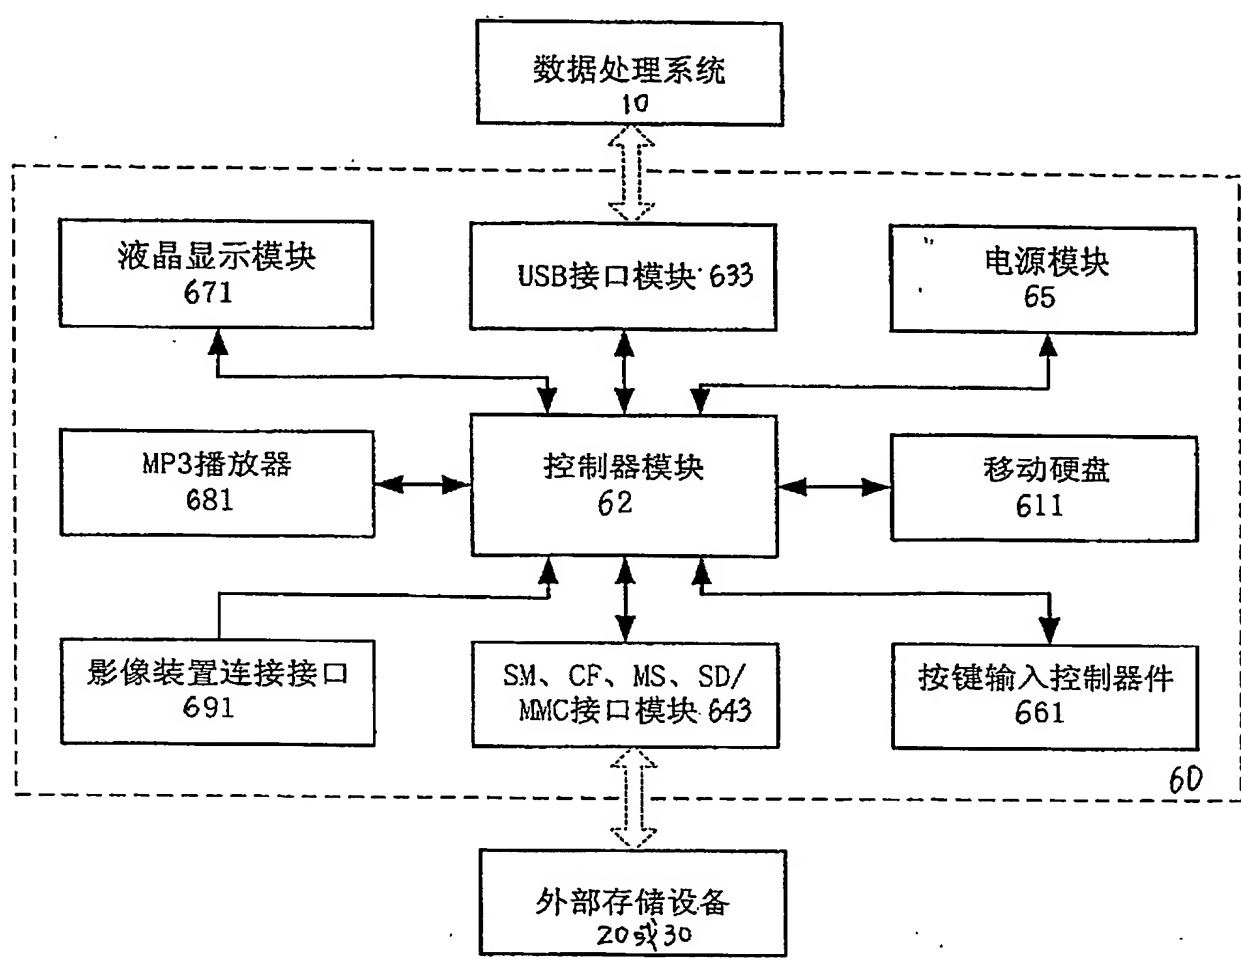 数据处理系统
10
液晶显示模块
671
USB接口模块 633
电源模块
65
MP3播放器
681
控制器模块
62
移动硬盘
611
影像装置连接接口
691
SM、CF、MS、SD/
MMC接口模块 643
按键输入控制器件
661
60
外部存储设备
20或30